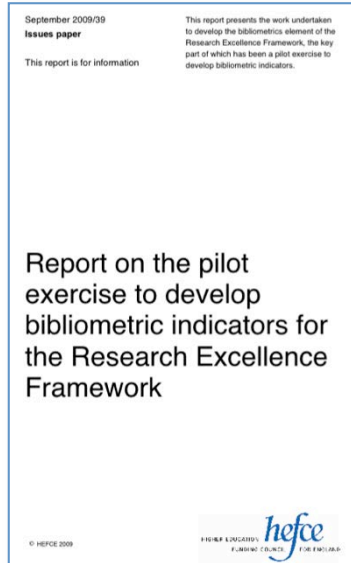 September 2009/39
Issues paper
This report is for information
This report presents the work undertaken
to develop the bibliometrics element of the
Research Excellence Framework, the key
part of which has been a pilot exercise to
develop bibliometric indicators.
Report on the pilot
exercise to develop
bibliometric indicators for
the Research Excellence
Framework
© HEFCE 2009
HIGHER EDUCATION hefce
FUNDING COUNCIL FOR ENGLAND